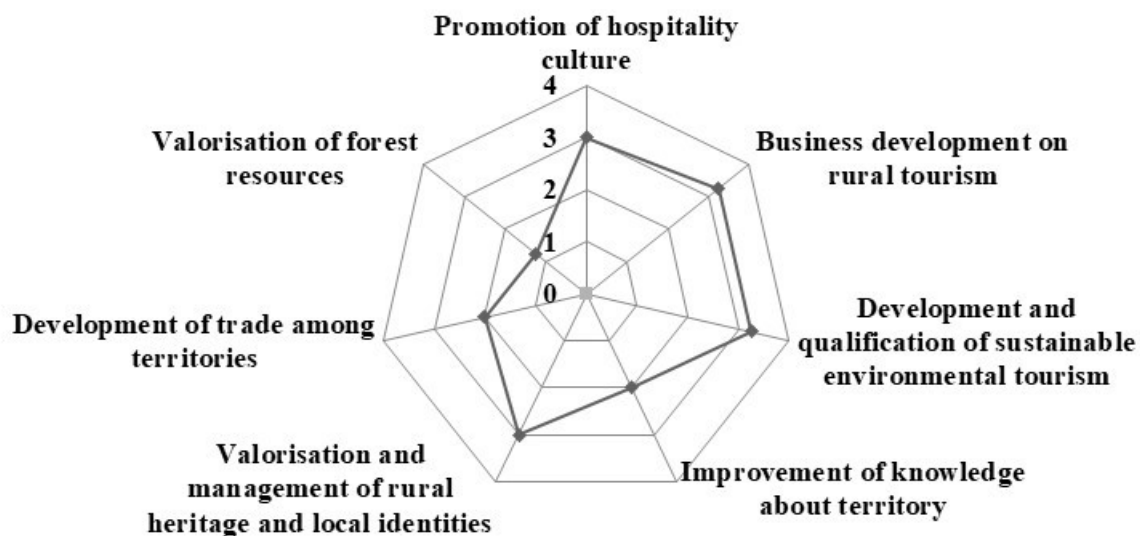 Promotion of hospitality
culture
4
3
2
1
0
Business development on
rural tourism
Development and
qualification of sustainable
environmental tourism
Improvement of knowledge
about territory
Valorisation and
management of rural
heritage and local identities
Development of trade among
territories
Valorisation of forest
resources